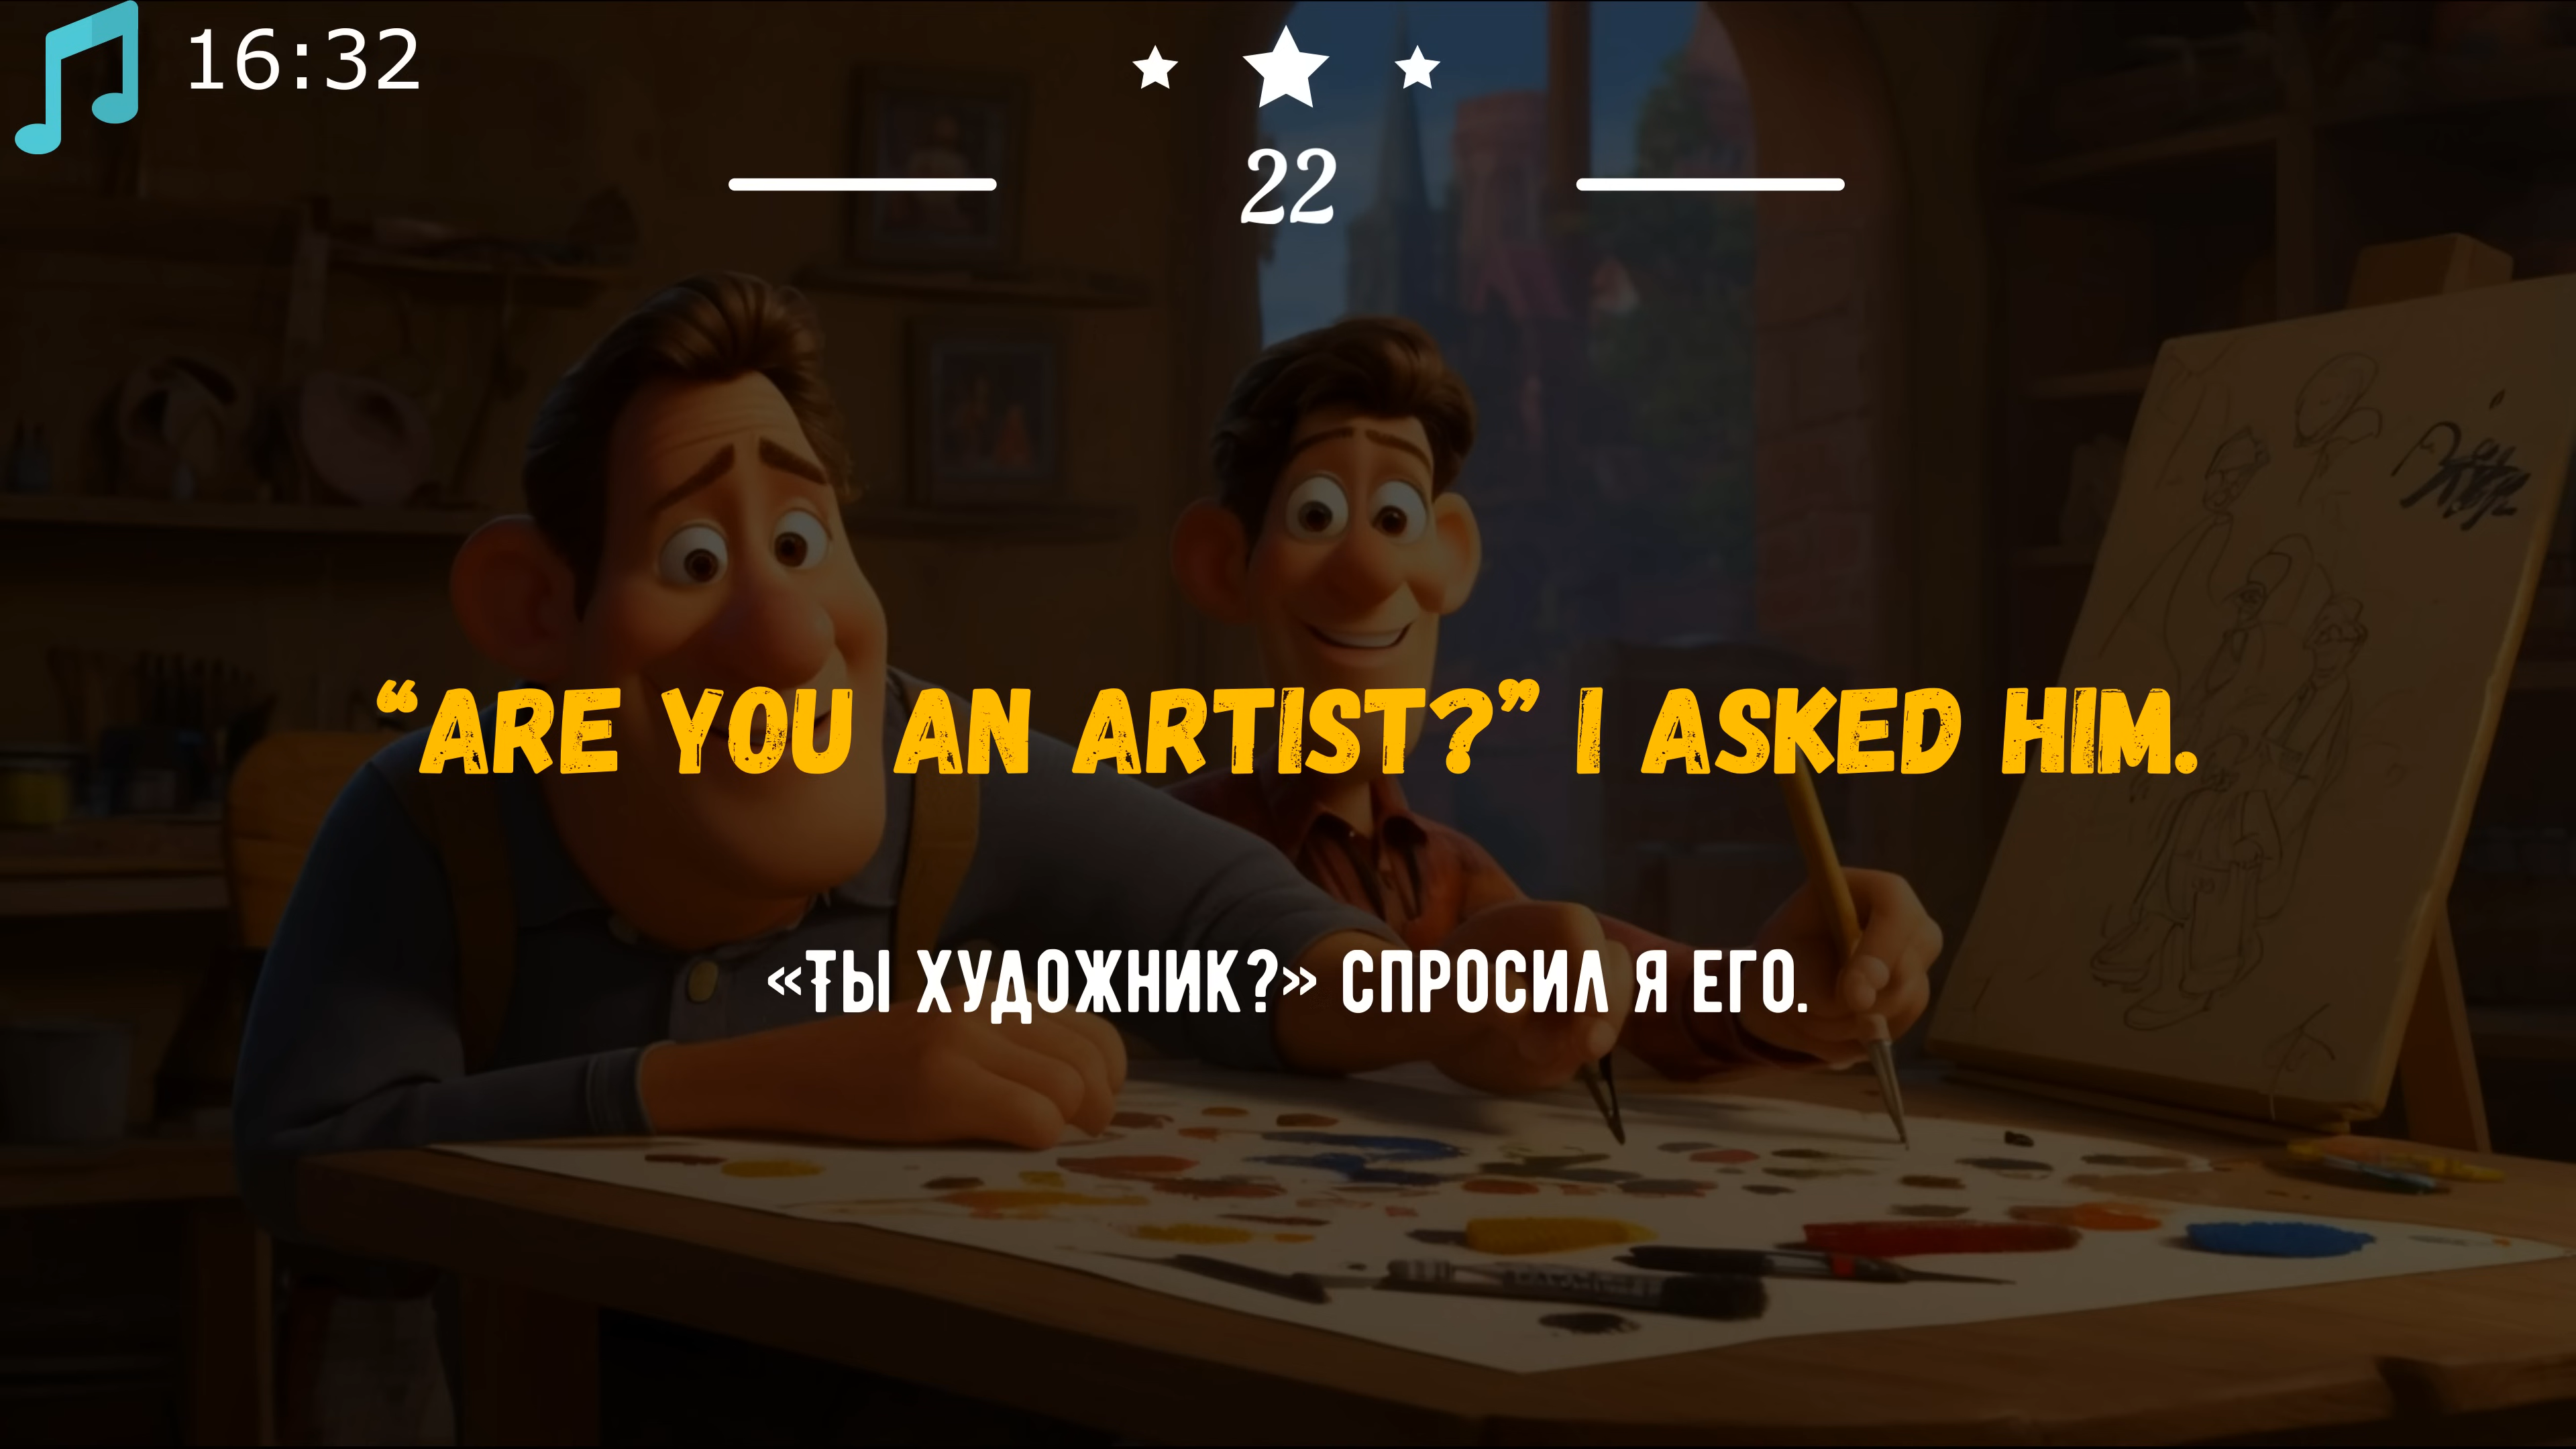 16:32
22
“ARE YOU AN ARTIST?” I ASKED HIM.
«ТЫ ХУДОЖНИК?» СПРОСИЛ Я ЕГО.